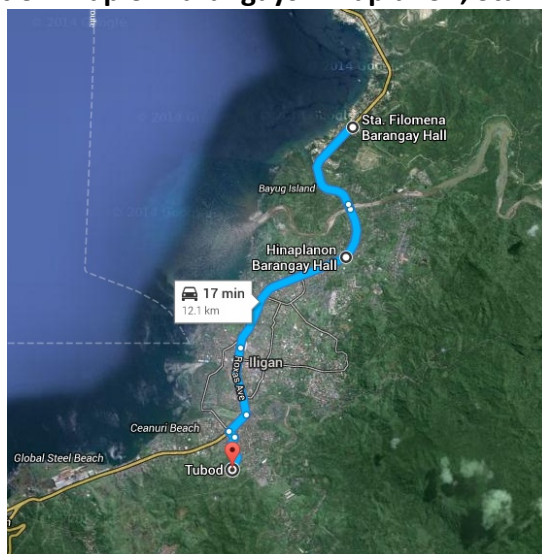 Sta. Filomena
Barangay Hall
Bayug Island
Hinaplanon
Barangay Hall
17 min
12.1 km
Iligan
Roxas Ave
Ceanuri Beach
Global Steel Beach
Tubod